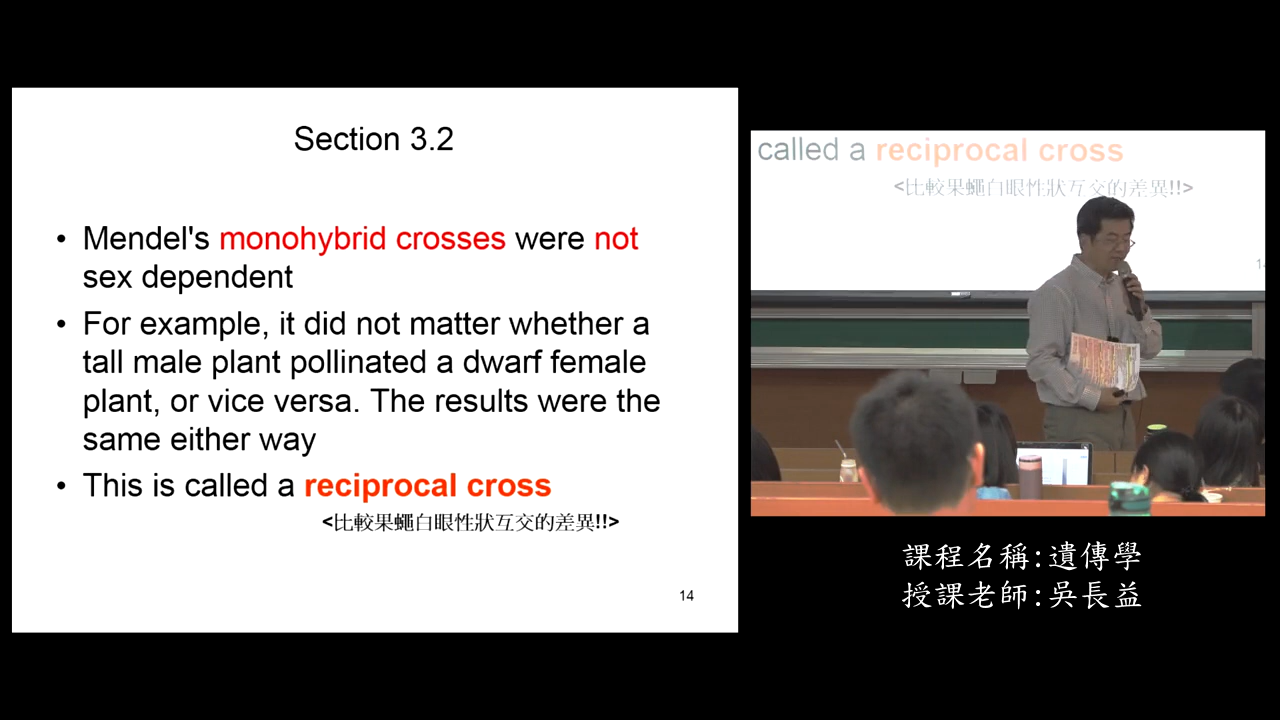 Section 3.2
• Mendel's monohybrid crosses were not
sex dependent
• For example, it did not matter whether a
tall male plant pollinated a dwarf female
plant, or vice versa. The results were the
same either way
• This is called a reciprocal cross
<比較果蠅白眼性狀互交的差異!!>
14
called a reciprocal cross
<比較果蠅白眼性狀互交的差異!!>
課程名稱:遺傳學
授課老師:吳長益